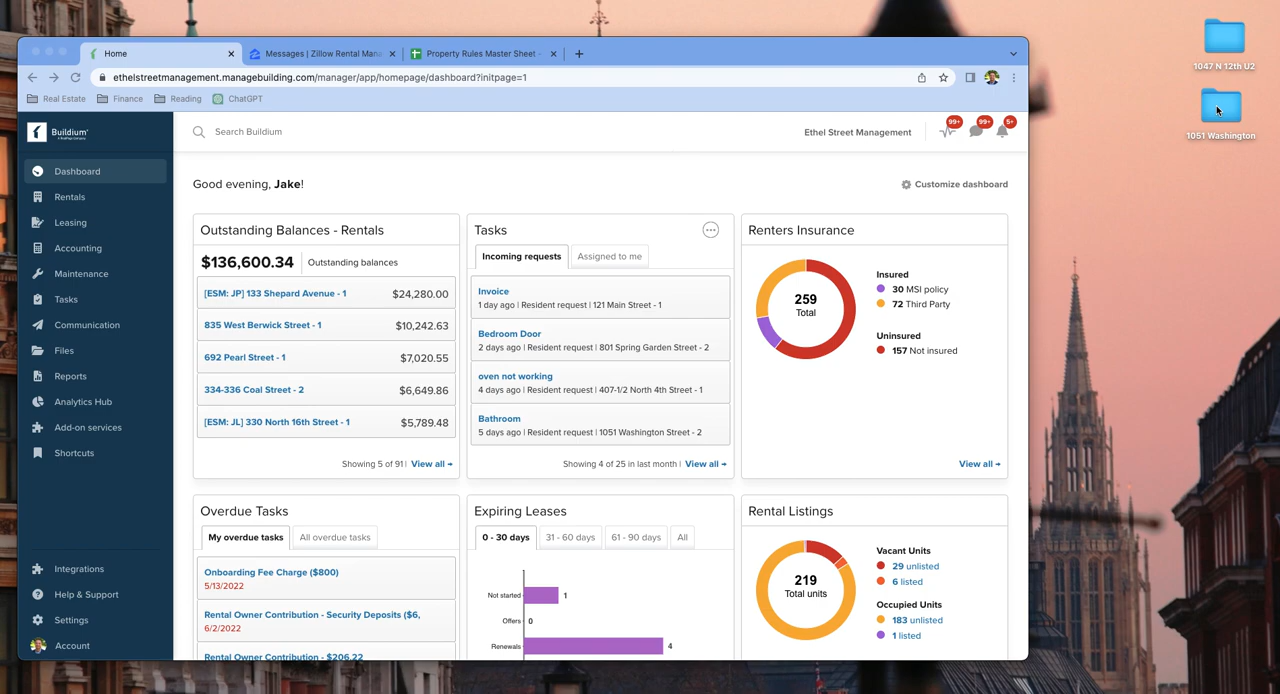 Home
Messages | Zillow Rental Mana
Property Rules Master Sheet -
ethelstreetmanagement.managebuilding.com/manager/app/homepage/dashboard?initpage=1
Real Estate
Finance
Reading
ChatGPT
1047 N 12th U2
1051 Washington
Buildium
Search Buildium
Ethel Street Management
99+
99+
5+
Dashboard
Rentals
Leasing
Accounting
Maintenance
Tasks
Communication
Files
Reports
Analytics Hub
Add-on services
Shortcuts
Integrations
Help & Support
Settings
Account
Good evening, Jake!
Customize dashboard
Outstanding Balances - Rentals
$136,600.34 Outstanding balances
[ESM: JP] 133 Shepard Avenue - 1 $24,280.00
835 West Berwick Street - 1 $10,242.63
692 Pearl Street - 1 $7,020.55
334-336 Coal Street - 2 $6,649.86
[ESM: JL] 330 North 16th Street - 1 $5,789.48
Showing 5 of 91 | View all →
Tasks
Incoming requests Assigned to me
Invoice
1 day ago | Resident request | 121 Main Street - 1
Bedroom Door
2 days ago | Resident request | 801 Spring Garden Street - 2
oven not working
4 days ago | Resident request | 407-1/2 North 4th Street - 1
Bathroom
5 days ago | Resident request | 1051 Washington Street - 2
Showing 4 of 25 in last month | View all →
Renters Insurance
259
Total
Insured
30 MSI policy
72 Third Party
Uninsured
157 Not insured
View all →
Overdue Tasks
My overdue tasks All overdue tasks
Onboarding Fee Charge ($800)
5/13/2022
Rental Owner Contribution - Security Deposits ($6,
6/2/2022
Rental Owner Contribution - $206.22
Expiring Leases
0 - 30 days 31 - 60 days 61 - 90 days All
Not started 1
Offers 0
Renewals 4
Rental Listings
219
Total units
Vacant Units
29 unlisted
6 listed
Occupied Units
183 unlisted
1 listed